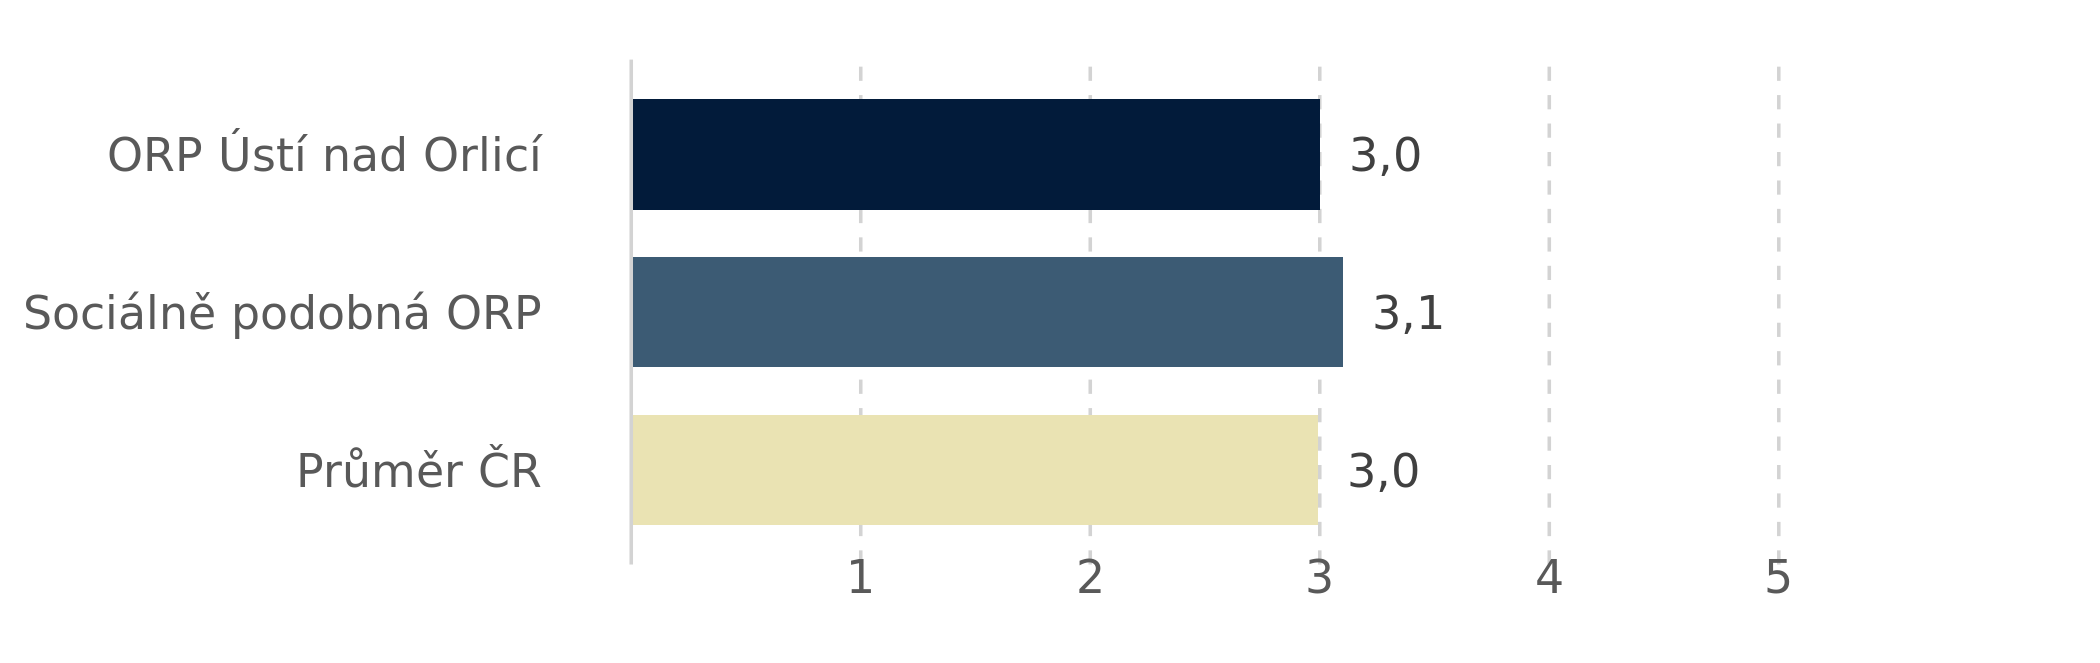 ORP Ústí nad Orlicí 3,0
Sociálně podobná ORP 3,1
Průměr ČR 3,0
1 2 3 4 5